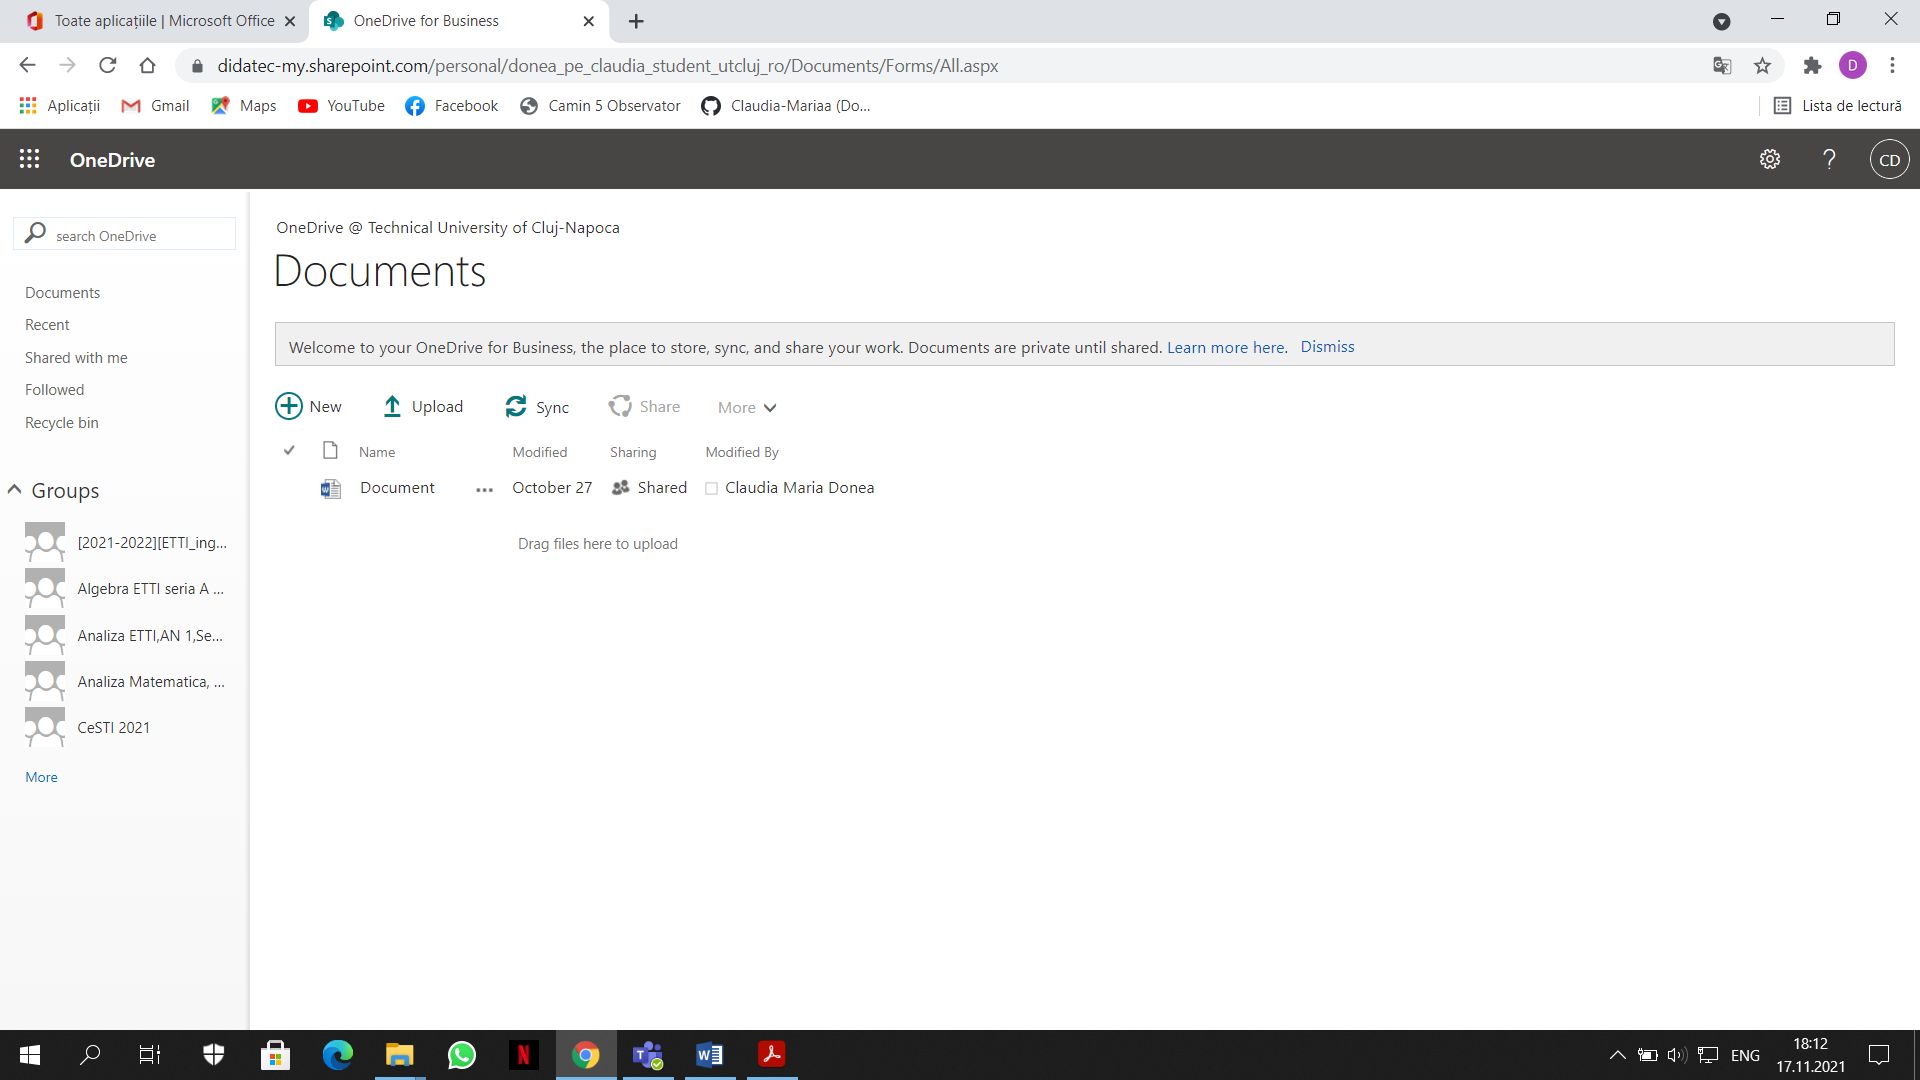 Toate aplicațiile | Microsoft Office
OneDrive for Business
didatec-my.sharepoint.com/personal/donea_pe_claudia_student_utcluj_ro/Documents/Forms/All.aspx
D
Aplicații
Gmail
Maps
YouTube
Facebook
Camin 5 Observator
Claudia-Mariaa (Do...
Lista de lectură
OneDrive
?
CD
search OneDrive
Documents
Recent
Shared with me
Followed
Recycle bin
Groups
[2021-2022][ETTI_ing...
Algebra ETTI seria A ...
Analiza ETTI,AN 1,Se...
Analiza Matematica, ...
CeSTI 2021
More
OneDrive @ Technical University of Cluj-Napoca
Documents
Welcome to your OneDrive for Business, the place to store, sync, and share your work. Documents are private until shared. Learn more here. Dismiss
New
Upload
Sync
Share
More
Name
Modified
Sharing
Modified By
Document
...
October 27
Shared
Claudia Maria Donea
Drag files here to upload
ENG
18:12
17.11.2021